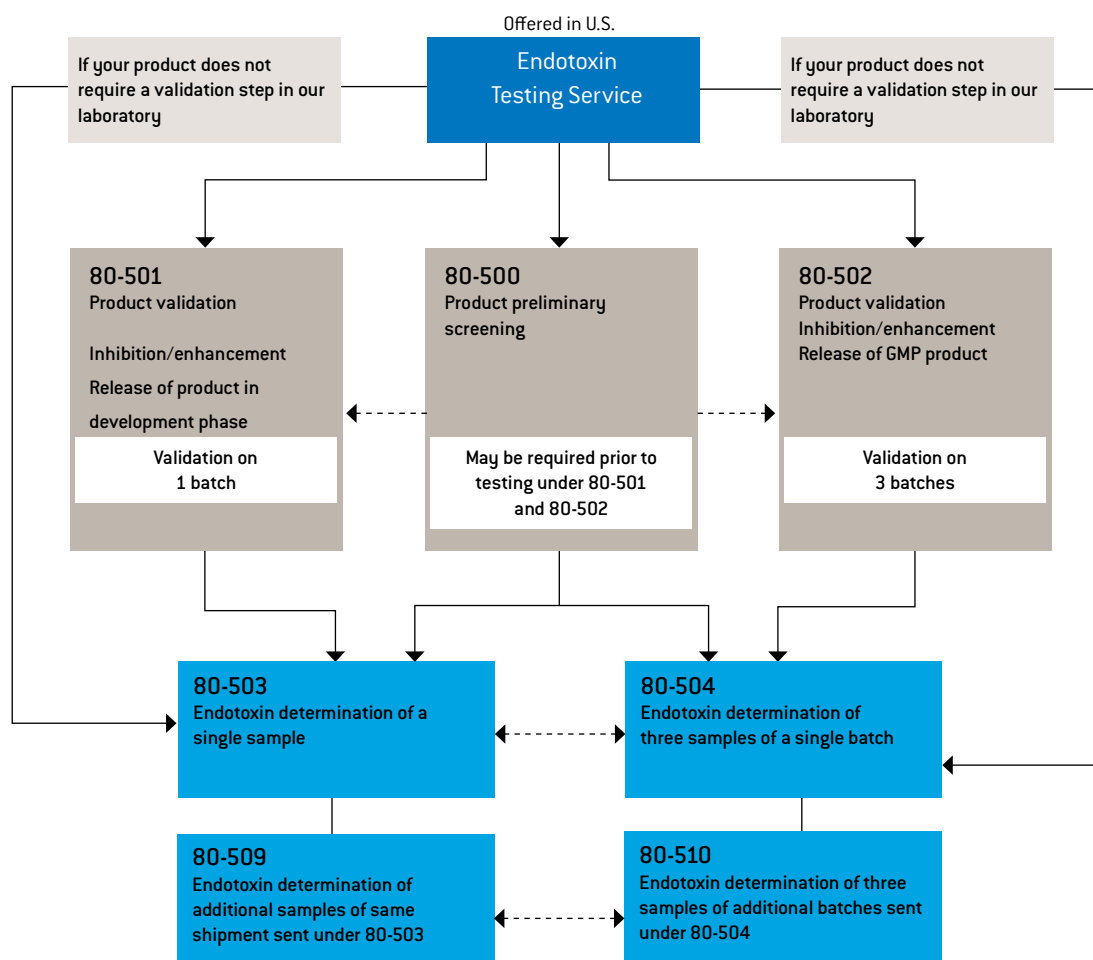 Offered in U.S.
If your product does not
require a validation step in our
laboratory
Endotoxin
Testing Service
If your product does not
require a validation step in our
laboratory
80-501
Product validation
Inhibition/enhancement
Release of product in
development phase
Validation on
1 batch
80-500
Product preliminary
screening
May be required prior to
testing under 80-501
and 80-502
80-502
Product validation
Inhibition/enhancement
Release of GMP product
Validation on
3 batches
80-503
Endotoxin determination of a
single sample
80-504
Endotoxin determination of
three samples of a single batch
80-509
Endotoxin determination of
additional samples of same
shipment sent under 80-503
80-510
Endotoxin determination of three
samples of additional batches sent
under 80-504